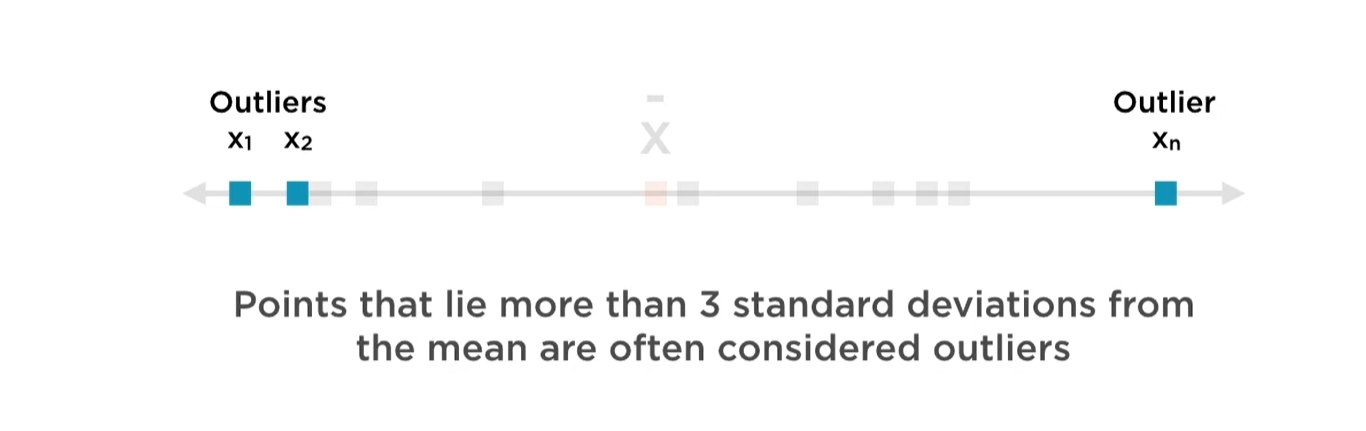 Outliers
x1 x2
x̄
Outlier
xn
Points that lie more than 3 standard deviations from
the mean are often considered outliers